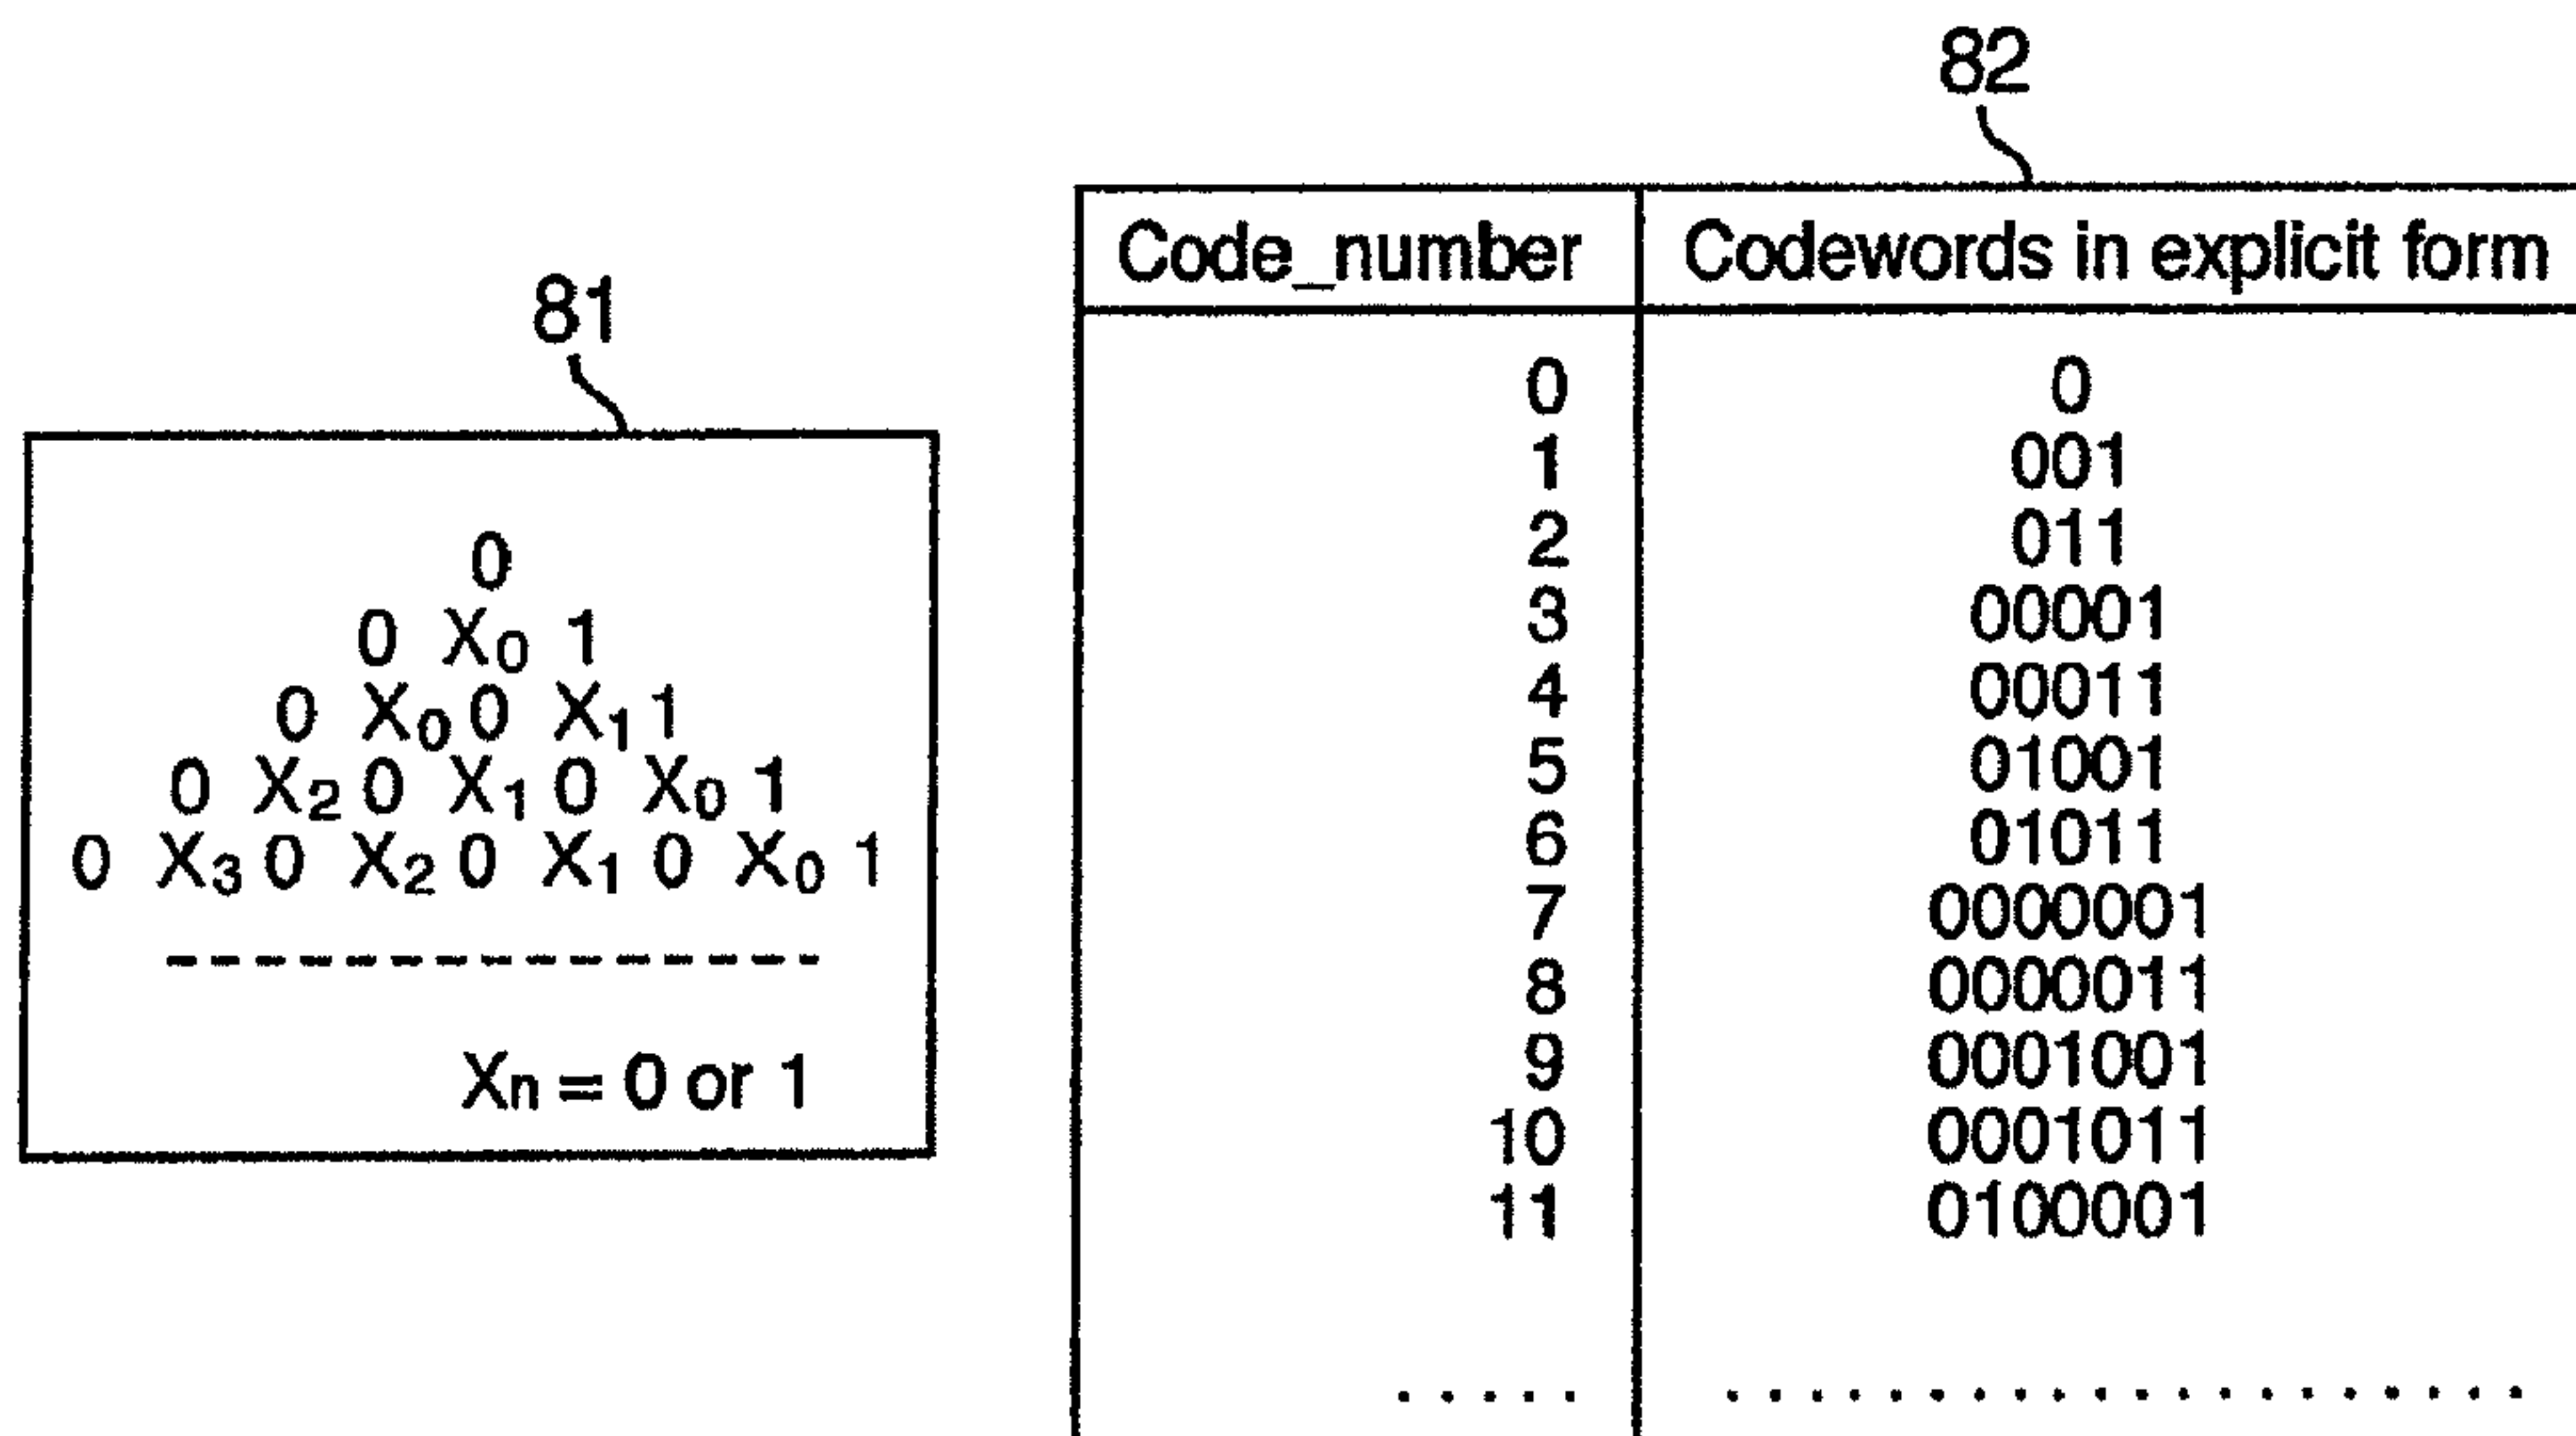 82
81
Code_number Codewords in explicit form
0
0 X0 1
0 X0 0 X1 1
0 X2 0 X1 0 X0 1
0 X3 0 X2 0 X1 0 X0 1
Xn = 0 or 1
0 0
1 001
2 011
3 00001
4 00011
5 01001
6 01011
7 0000001
8 0000011
9 0001001
10 0001011
11 0100001